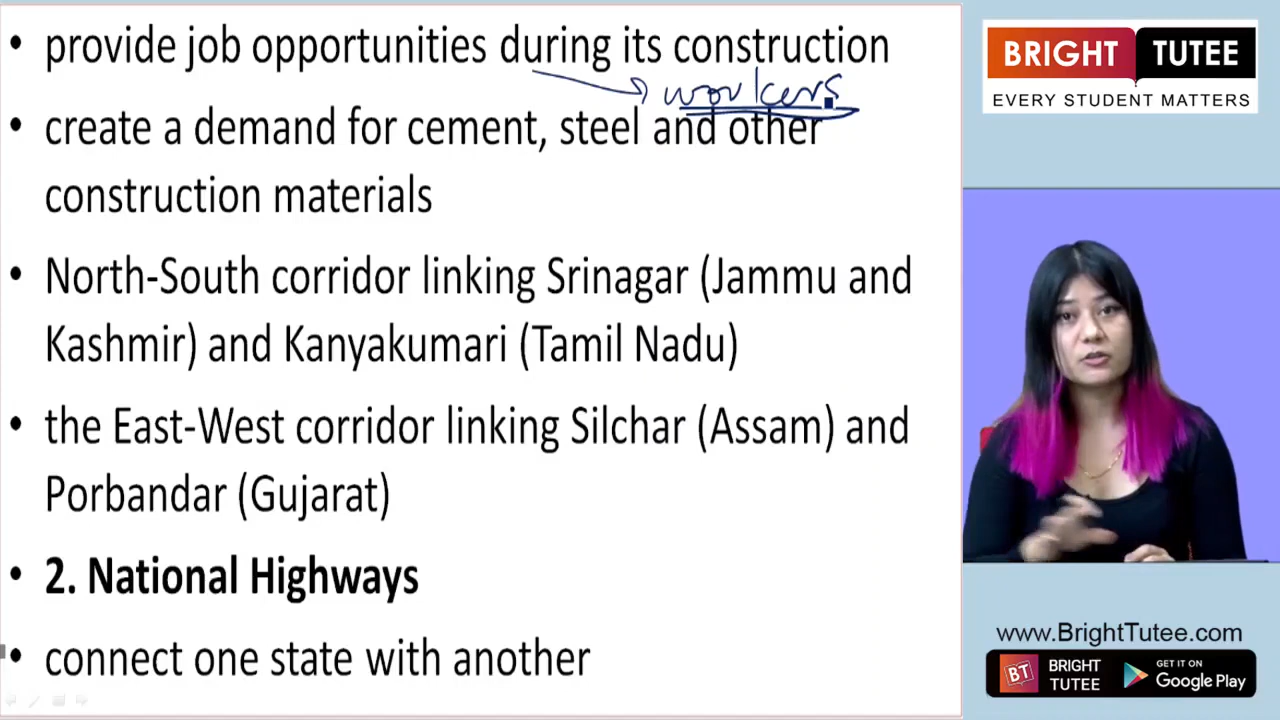 • provide job opportunities during its construction
workers
• create a demand for cement, steel and other
construction materials
• North-South corridor linking Srinagar (Jammu and
Kashmir) and Kanyakumari (Tamil Nadu)
• the East-West corridor linking Silchar (Assam) and
Porbandar (Gujarat)
• 2. National Highways
• connect one state with another
BRIGHT TUTEE
EVERY STUDENT MATTERS
www.BrightTutee.com
BT BRIGHT TUTEE
GET IT ON
Google Play